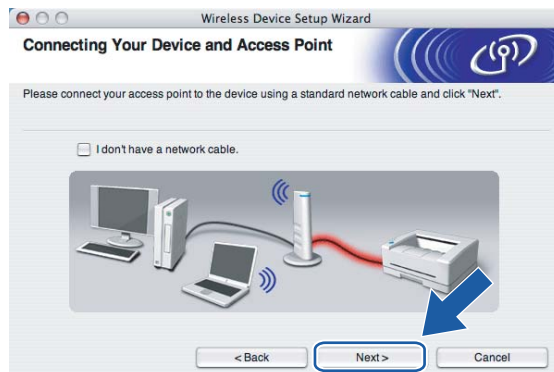 Wireless Device Setup Wizard
Connecting Your Device and Access Point
Please connect your access point to the device using a standard network cable and click "Next".
I don't have a network cable.
< Back
Next >
Cancel